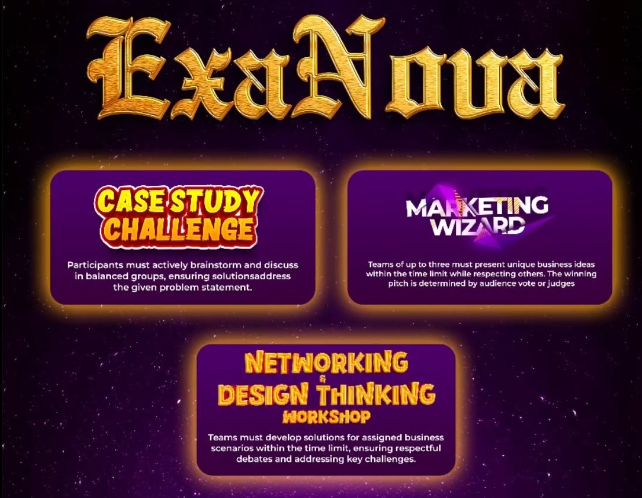 ExaNova
CASE STUDY
CHALLENGE
Participants must actively brainstorm and discuss
in balanced groups, ensuring solutionsaddress
the given problem statement.
MARKETING
WIZARD
Teams of up to three must present unique business ideas
within the time limit while respecting others. The winning
pitch is determined by audience vote or judges
NETWORKING
&
DESIGN THINKING
WORKSHOP
Teams must develop solutions for assigned business
scenarios within the time limit, ensuring respectful
debates and addressing key challenges.